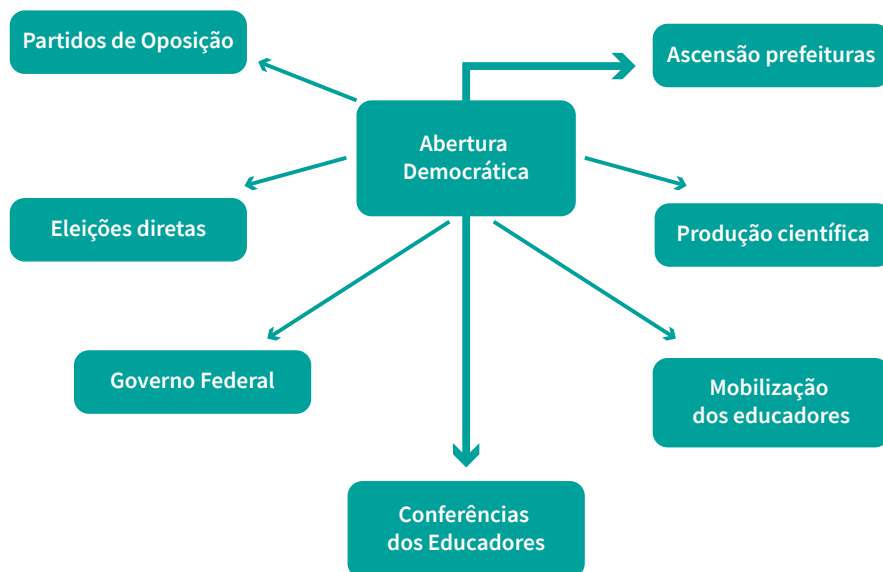 Partidos de Oposição
Ascensão prefeituras
Abertura
Democrática
Eleições diretas
Produção científica
Governo Federal
Mobilização
dos educadores
Conferências
dos Educadores